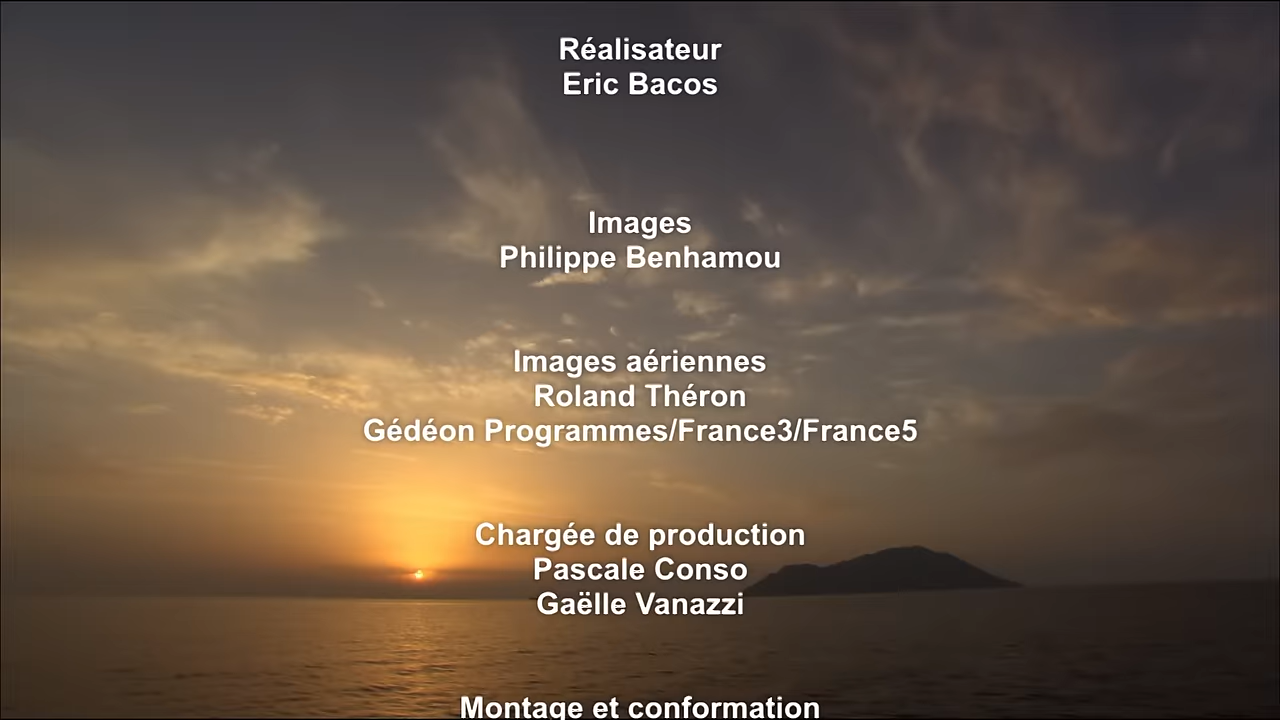 Réalisateur
Eric Bacos
Images
Philippe Benhamou
Images aériennes
Roland Théron
Gédéon Programmes/France3/France5
Chargée de production
Pascale Conso
Gaëlle Vanazzi
Montage et conformation